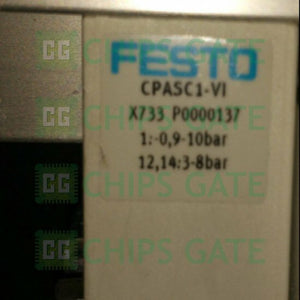 FESTO
CPASC1-VI
X733 P0000137
1:-0,9-10bar
12,14:3-8bar
CG CHIPS GATE
CG CHIPS GATE
CG CHIPS GATE
CG CHIPS GATE